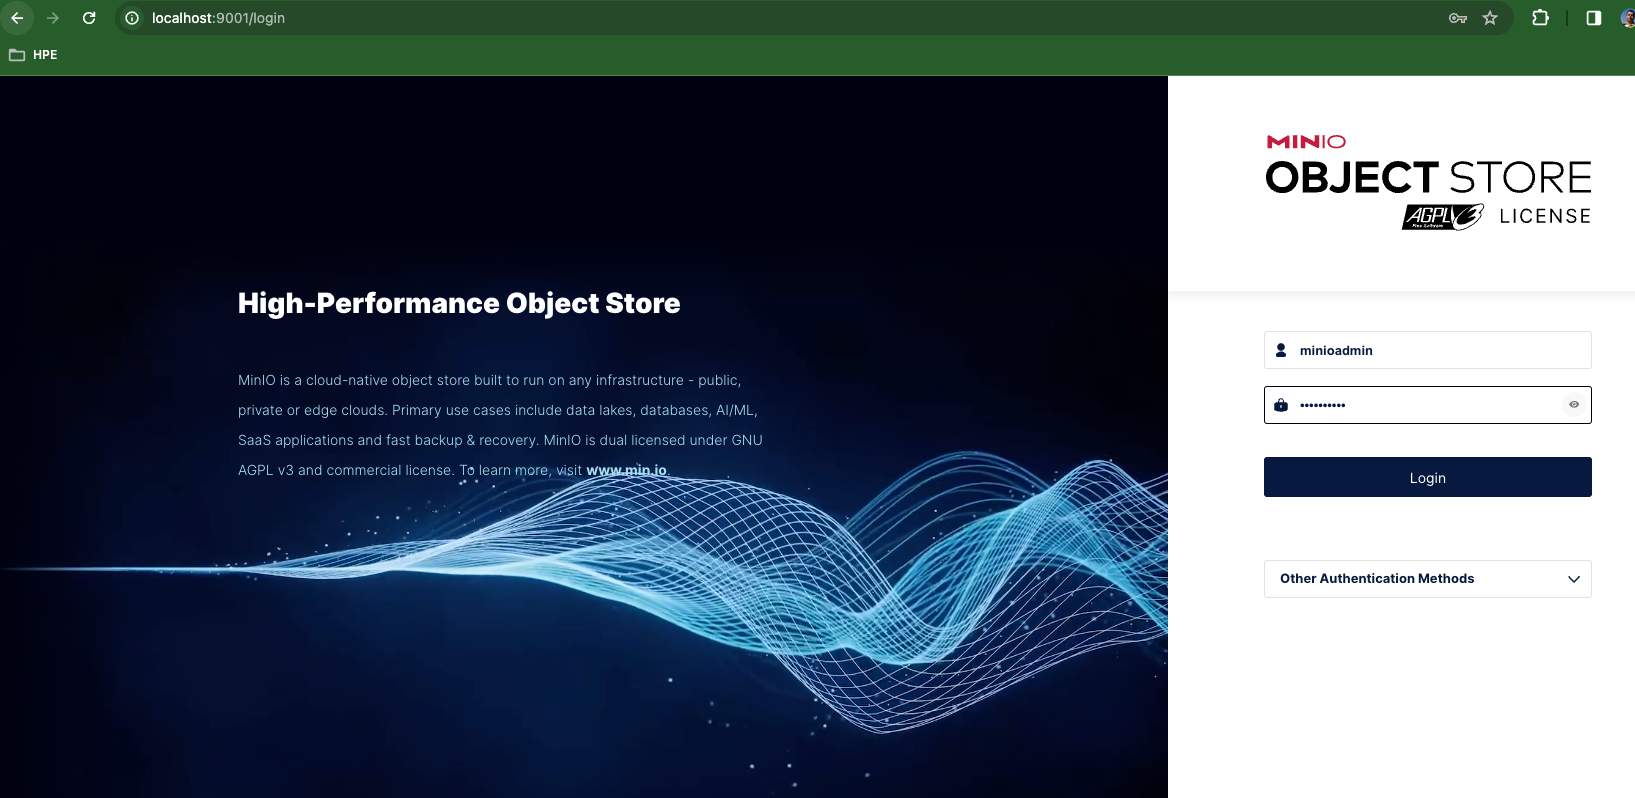 localhost:9001/login
HPE
High-Performance Object Store
MinIO is a cloud-native object store built to run on any infrastructure - public,
private or edge clouds. Primary use cases include data lakes, databases, AI/ML,
SaaS applications and fast backup & recovery. MinIO is dual licensed under GNU
AGPL v3 and commercial license. To learn more, visit www.min.io.
MINIO
OBJECT STORE
AGPLv3 LICENSE
Free Software
minioadmin
••••••••••
Login
Other Authentication Methods